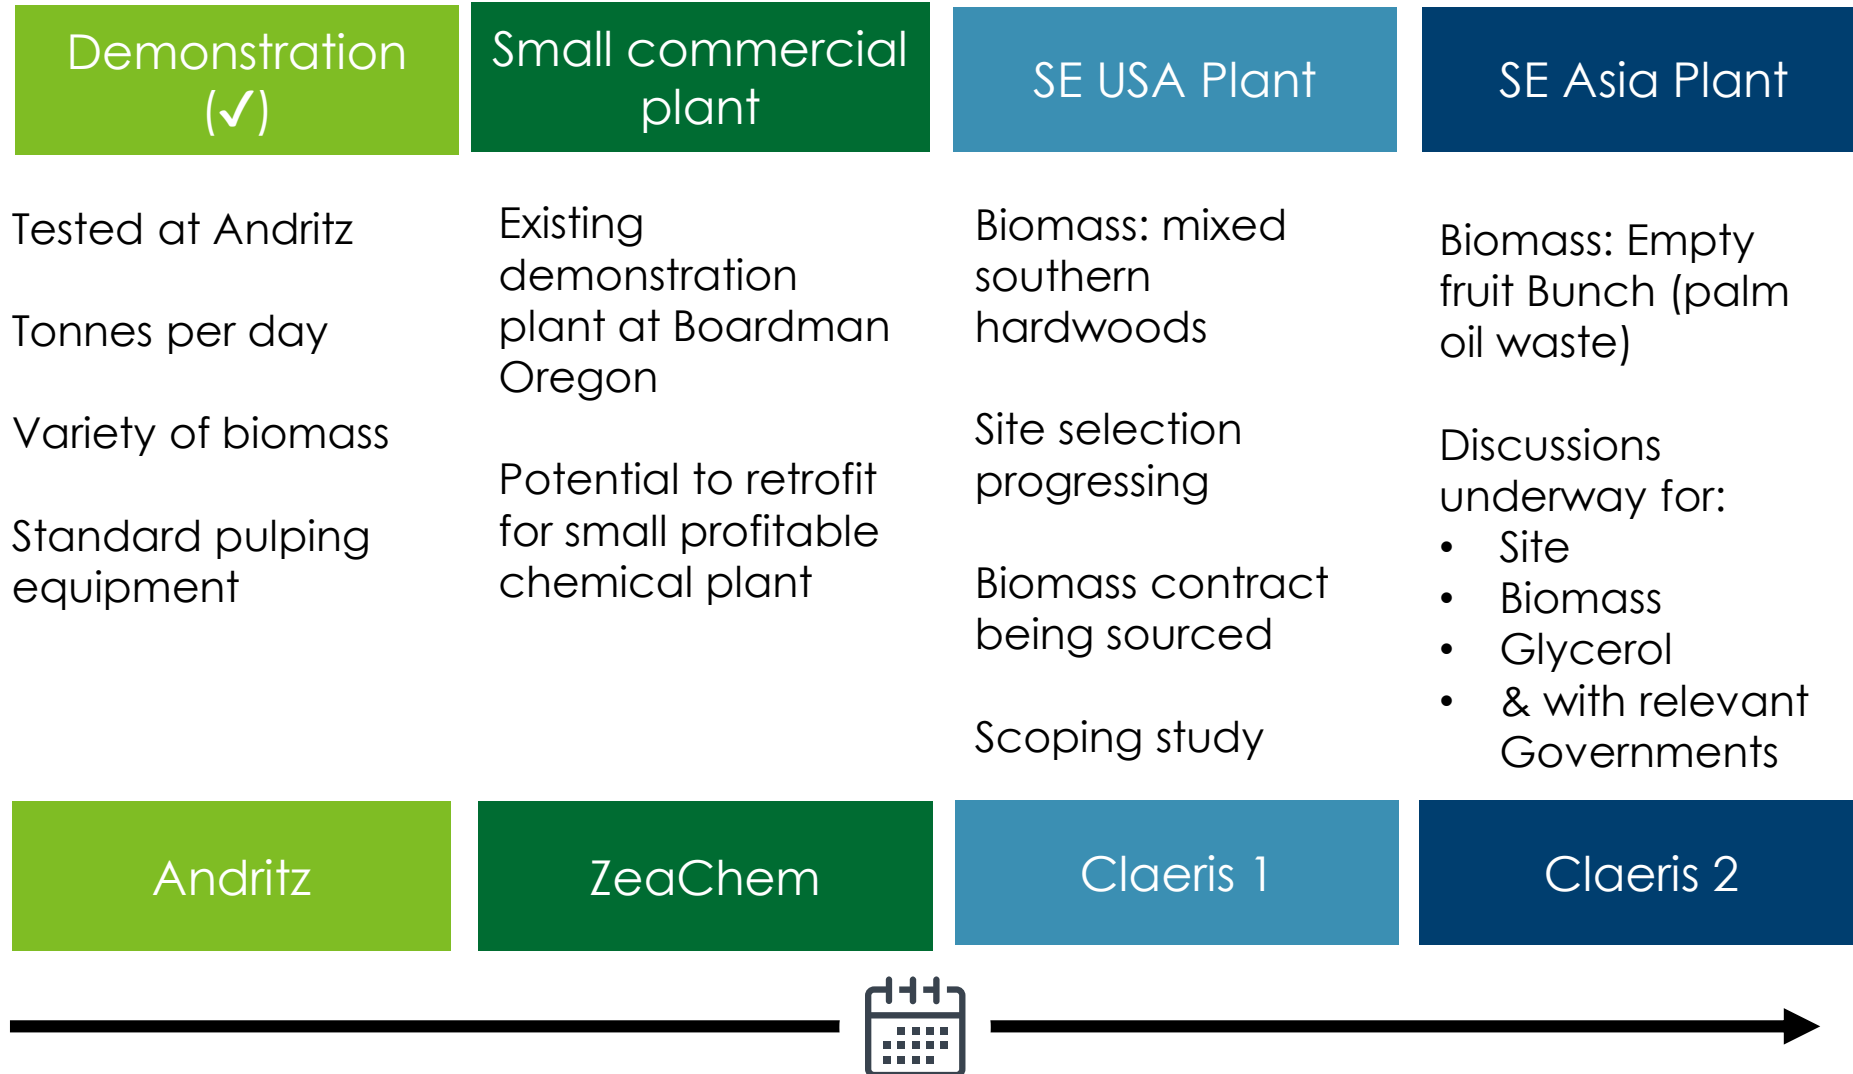 Demonstration
(✓)
Small commercial
plant
SE USA Plant
SE Asia Plant
Tested at Andritz
Tonnes per day
Variety of biomass
Standard pulping
equipment
Existing
demonstration
plant at Boardman
Oregon
Potential to retrofit
for small profitable
chemical plant
Biomass: mixed
southern
hardwoods
Site selection
progressing
Biomass contract
being sourced
Scoping study
Biomass: Empty
fruit Bunch (palm
oil waste)
Discussions
underway for:
• Site
• Biomass
• Glycerol
• & with relevant
Governments
Andritz
ZeaChem
Claeris 1
Claeris 2